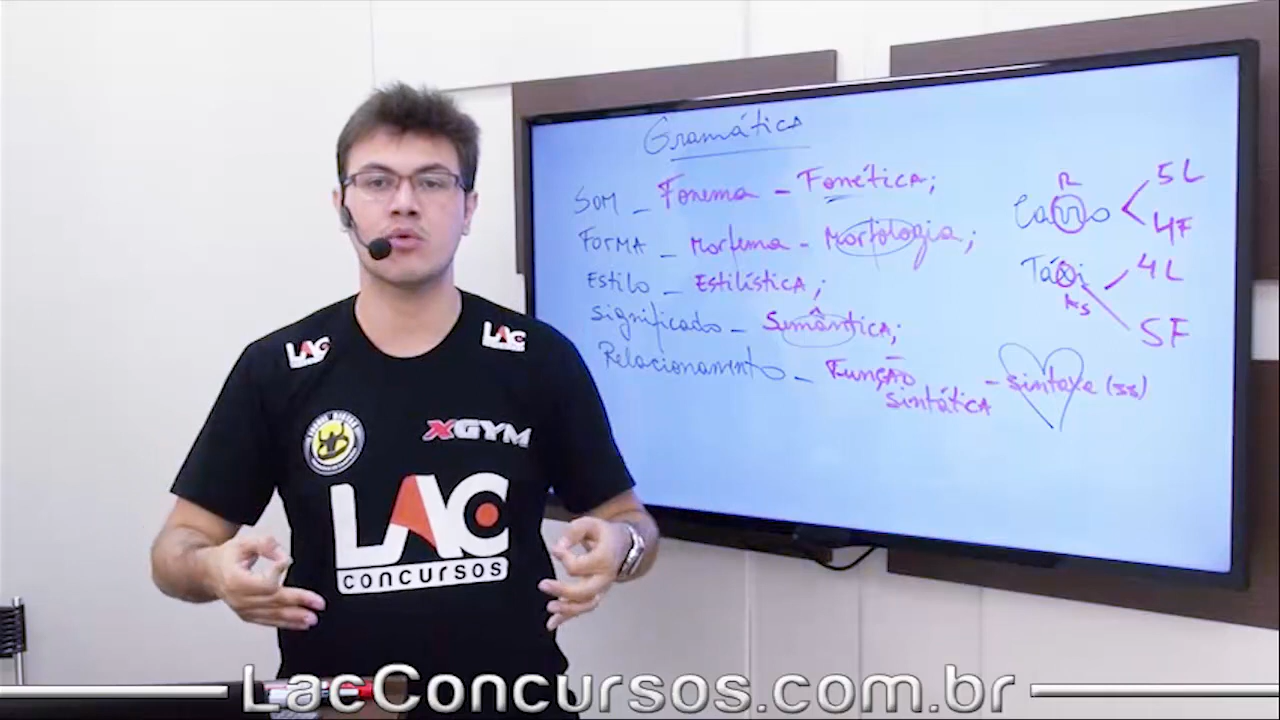 Gramática
SOM - Fonema - Fonética;
FORMA - Morfema - Morfologia;
Estilo - Estilística;
significado - Semântica;
Relacionamento - Função sintática - sintaxe (ss)
R
Carro
5L
4F
Táxi
ks
4L
5F
LAC
LAC
XGYM
LAC
CONCURSOS
LacConcursos.com.br